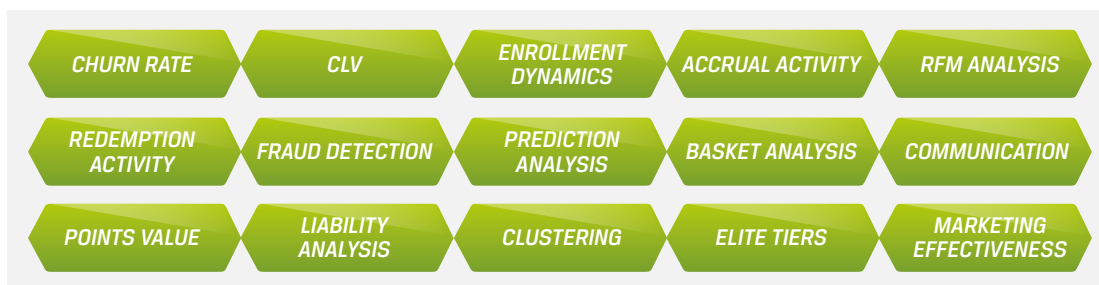 CHURN RATE
CLV
ENROLLMENT
DYNAMICS
ACCRUAL ACTIVITY
RFM ANALYSIS
REDEMPTION
ACTIVITY
FRAUD DETECTION
PREDICTION
ANALYSIS
BASKET ANALYSIS
COMMUNICATION
POINTS VALUE
LIABILITY
ANALYSIS
CLUSTERING
ELITE TIERS
MARKETING
EFFECTIVENESS